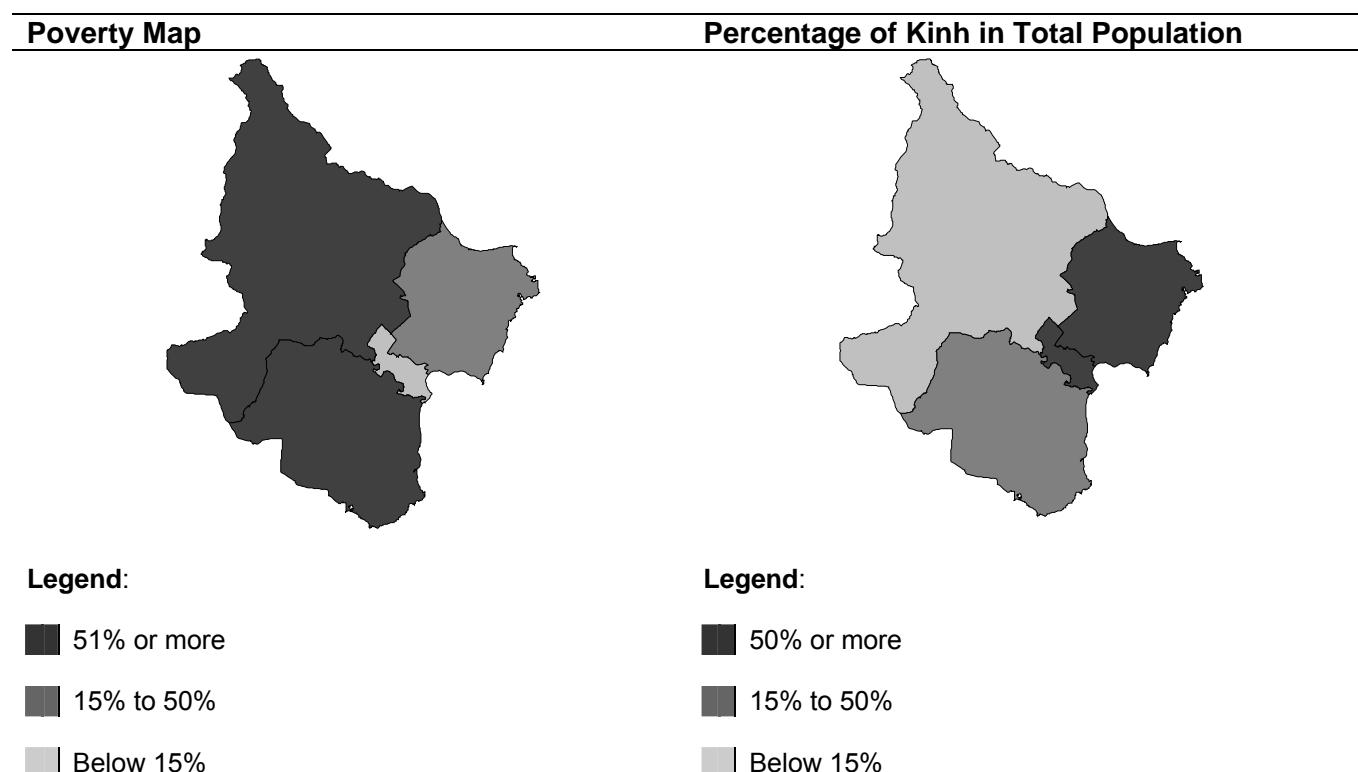 Poverty Map
Percentage of Kinh in Total Population
Legend:
51% or more
15% to 50%
Below 15%
Legend:
50% or more
15% to 50%
Below 15%